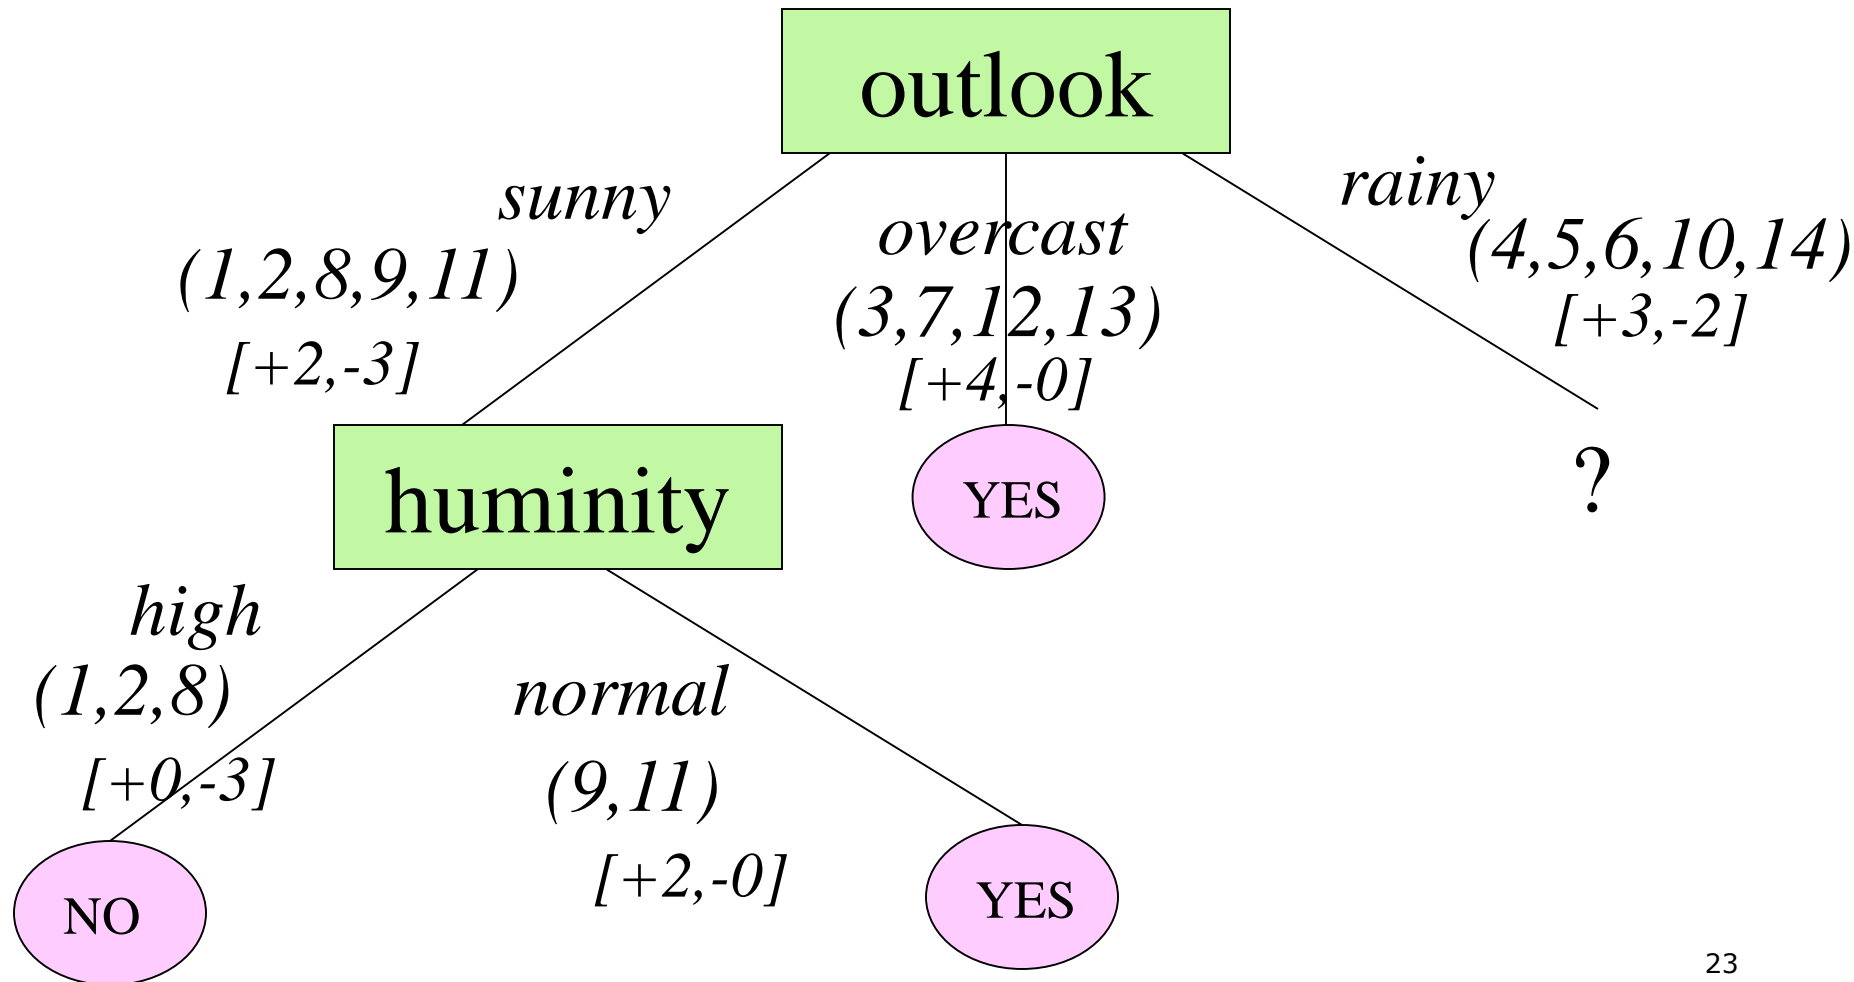 outlook
sunny
(1,2,8,9,11)
[+2,-3]
overcast
(3,7,12,13)
[+4,-0]
rainy
(4,5,6,10,14)
[+3,-2]
huminity
YES
?
high
(1,2,8)
[+0,-3]
normal
(9,11)
[+2,-0]
NO
YES
23